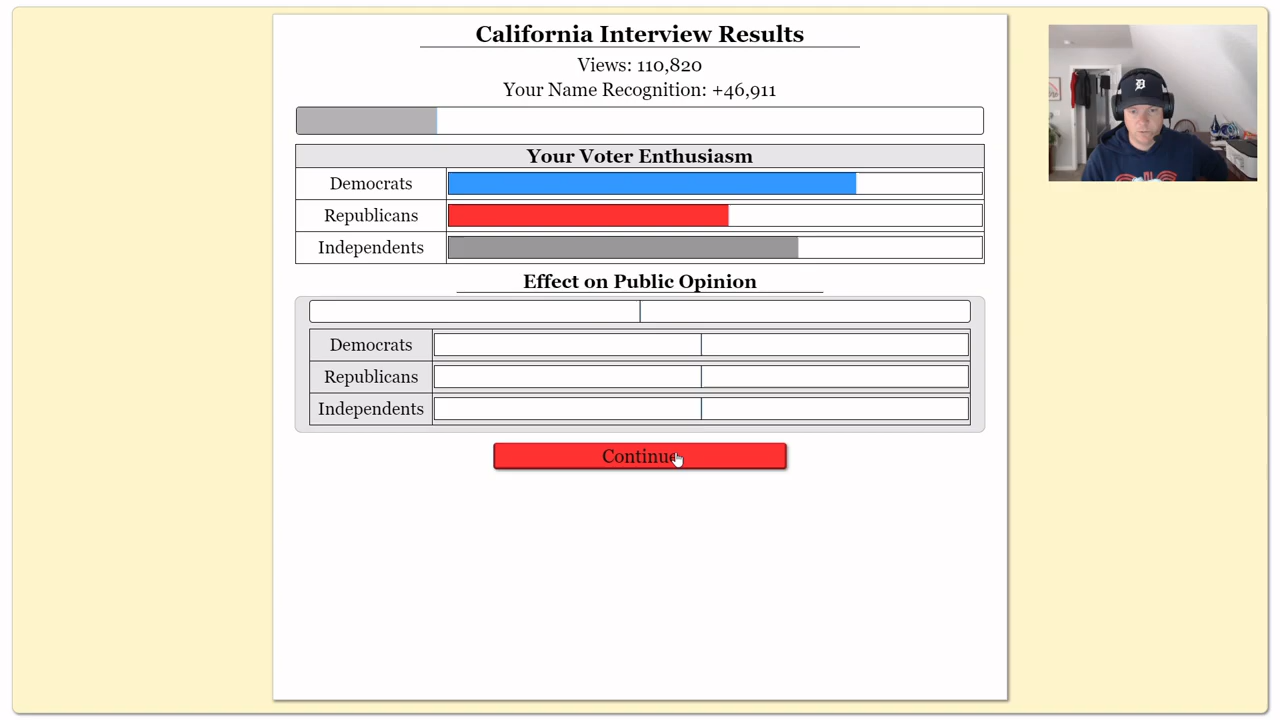 California Interview Results
Views: 110,820
Your Name Recognition: +46,911
Your Voter Enthusiasm
Democrats
Republicans
Independents
Effect on Public Opinion
Democrats
Republicans
Independents
Continue
D